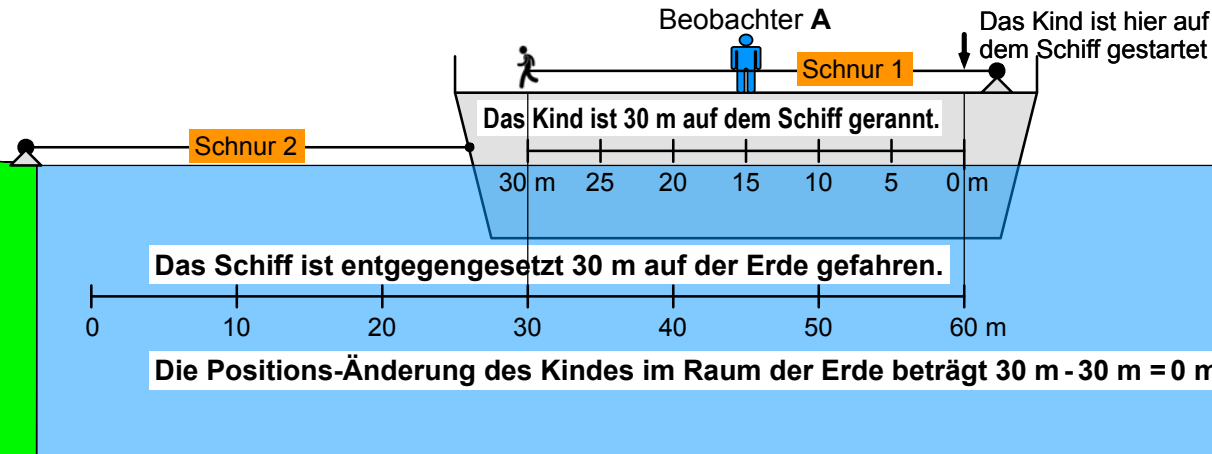 Beobachter A
Das Kind ist hier auf
dem Schiff gestartet
Schnur 1
Das Kind ist 30 m auf dem Schiff gerannt.
Schnur 2
30 m 25 20 15 10 5 0 m
Das Schiff ist entgegengesetzt 30 m auf der Erde gefahren.
0 10 20 30 40 50 60 m
Die Positions-Änderung des Kindes im Raum der Erde beträgt 30 m - 30 m = 0 m